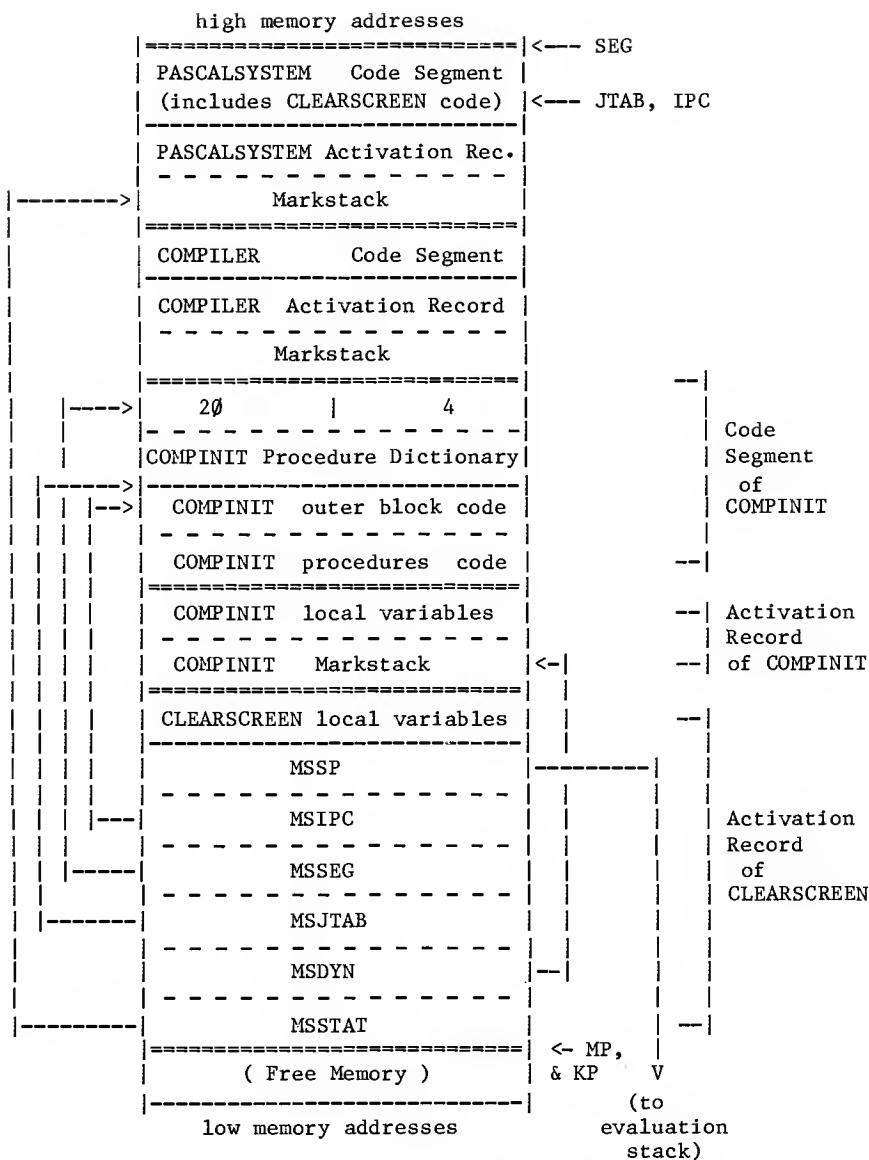 high memory addresses
<--- SEG
PASCALSYSTEM Code Segment
(includes CLEARSCREEN code) <--- JTAB, IPC
PASCALSYSTEM Activation Rec.
Markstack
COMPILER Code Segment
COMPILER Activation Record
Markstack
2Ø | 4
Code
COMPINIT Procedure Dictionary Segment
of
COMPINIT outer block code COMPINIT
COMPINIT procedures code
COMPINIT local variables Activation
Record
COMPINIT Markstack of COMPINIT
CLEARSCREEN local variables
MSSP
MSIPC Activation
Record
MSSEG of
CLEARSCREEN
MSJTAB
MSDYN
MSSTAT
<- MP,
( Free Memory ) & KP V
(to
low memory addresses evaluation
stack)